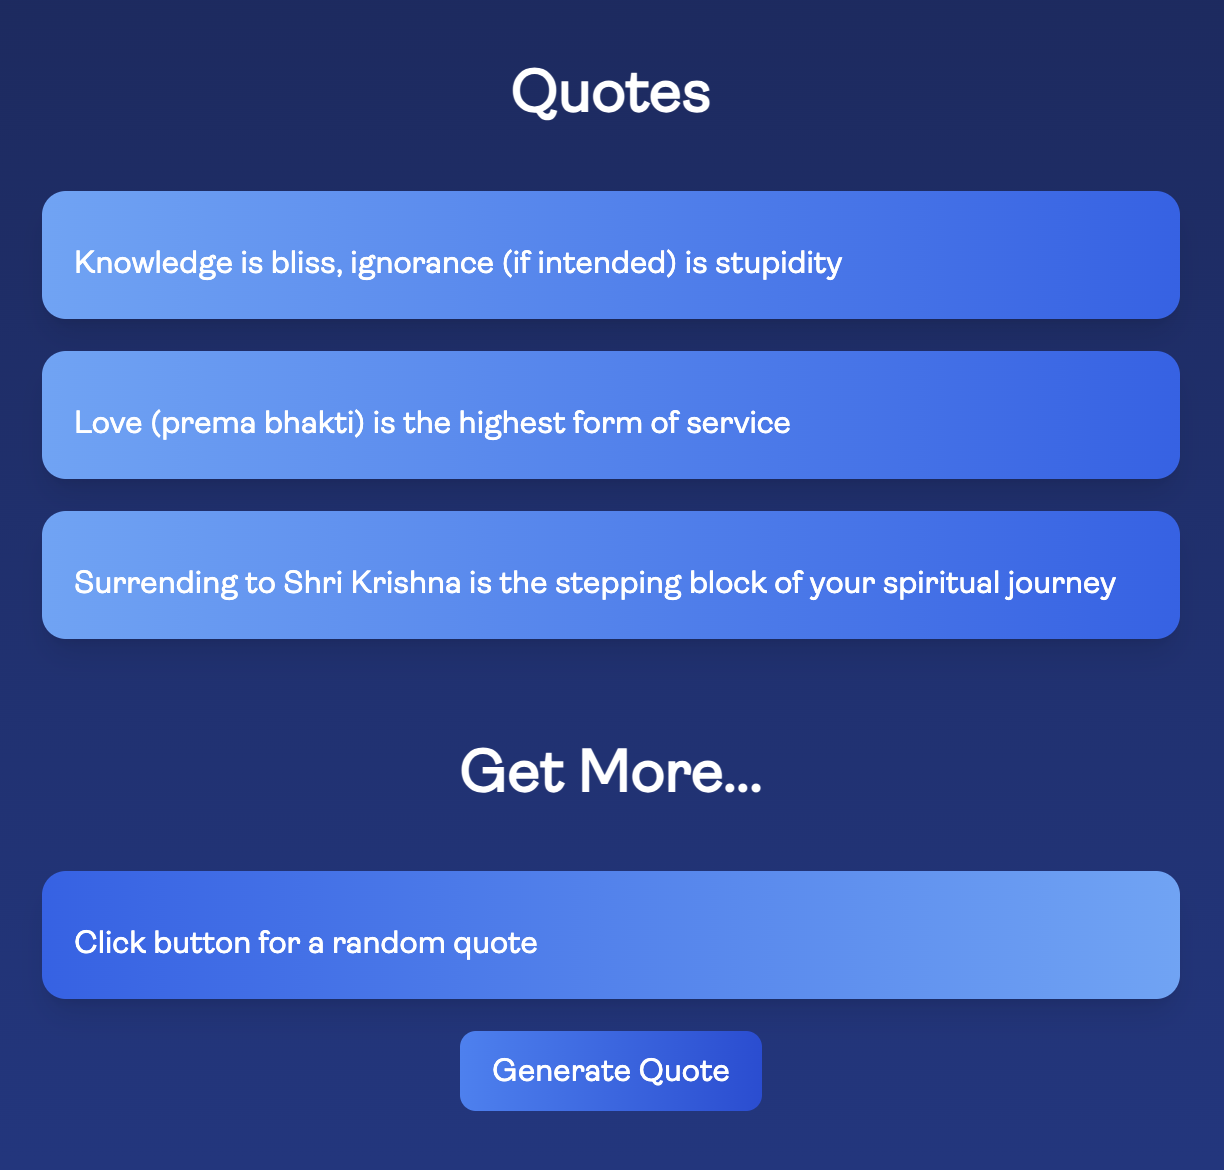 Quotes
Knowledge is bliss, ignorance (if intended) is stupidity
Love (prema bhakti) is the highest form of service
Surrending to Shri Krishna is the stepping block of your spiritual journey
Get More...
Click button for a random quote
Generate Quote